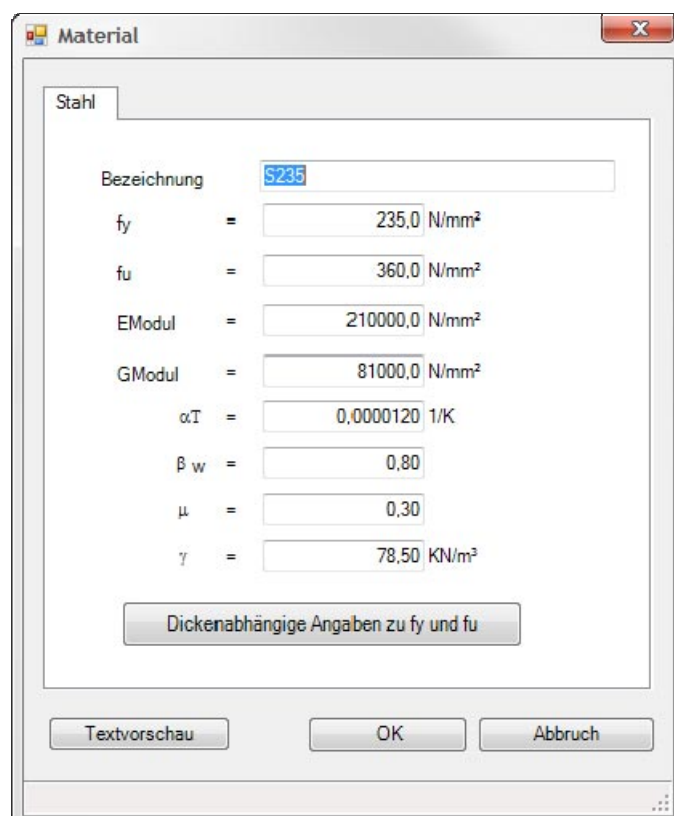 Material
Stahl
Bezeichnung S235
fy = 235,0 N/mm²
fu = 360,0 N/mm²
EModul = 210000,0 N/mm²
GModul = 81000,0 N/mm²
αT = 0,0000120 1/K
β w = 0,80
μ = 0,30
γ = 78,50 KN/m³
Dickenabhängige Angaben zu fy und fu
Textvorschau OK Abbruch